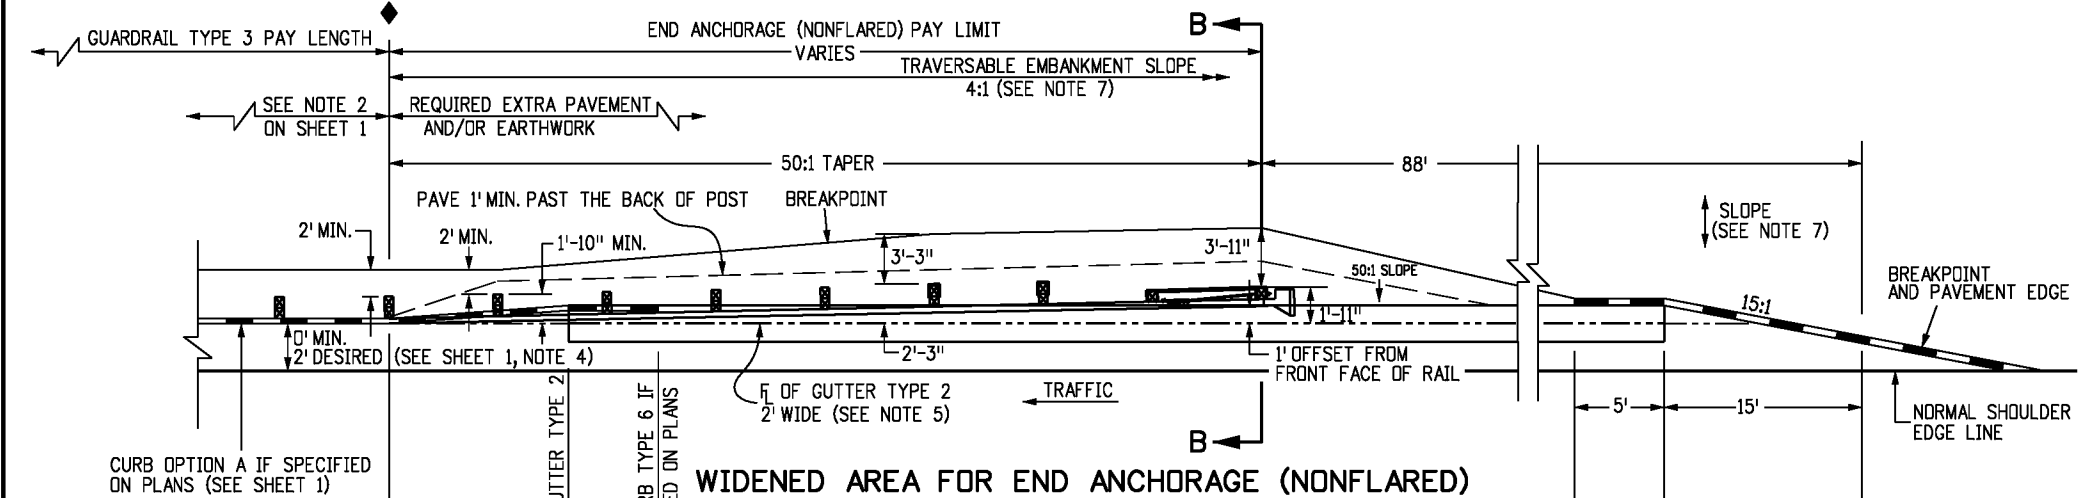 GUARDRAIL TYPE 3 PAY LENGTH
END ANCHORAGE (NONFLARED) PAY LIMIT
VARIES
B
TRAVERSABLE EMBANKMENT SLOPE
4:1 (SEE NOTE 7)
SEE NOTE 2
ON SHEET 1
REQUIRED EXTRA PAVEMENT
AND/OR EARTHWORK
50:1 TAPER
88'
PAVE 1' MIN. PAST THE BACK OF POST
BREAKPOINT
2' MIN.
2' MIN.
1'-10" MIN.
3'-3"
3'-11"
SLOPE
(SEE NOTE 7)
50:1 SLOPE
BREAKPOINT
AND PAVEMENT EDGE
15:1
1'-11"
0' MIN.
2' DESIRED (SEE SHEET 1, NOTE 4)
2'-3"
1' OFFSET FROM
FRONT FACE OF RAIL
FL OF GUTTER TYPE 2
2' WIDE (SEE NOTE 5)
TRAFFIC
5'
15'
NORMAL SHOULDER
EDGE LINE
CURB OPTION A IF SPECIFIED
ON PLANS (SEE SHEET 1)
UTTER TYPE 2
RB TYPE 6 IF
ED ON PLANS
B
WIDENED AREA FOR END ANCHORAGE (NONFLARED)